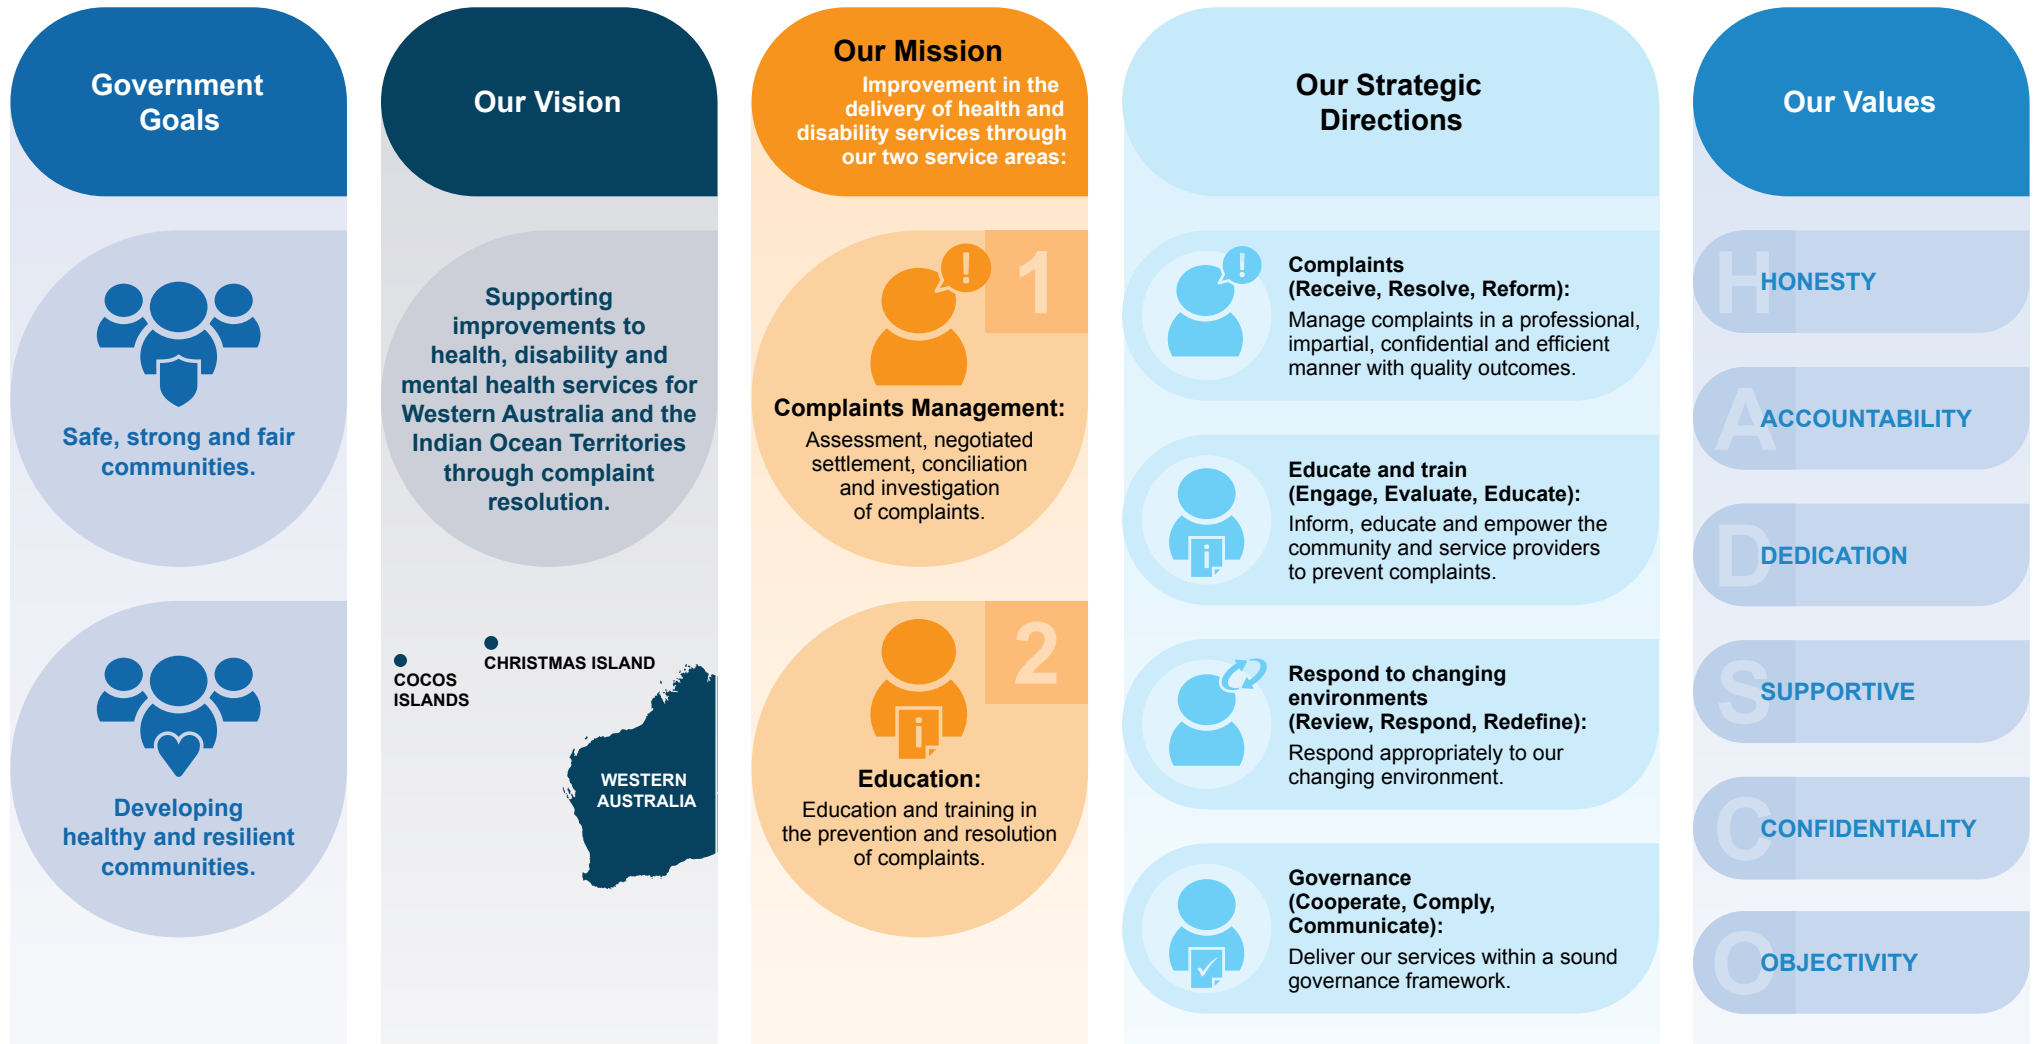 Government
Goals
Safe, strong and fair
communities.
Developing
healthy and resilient
communities.
Our Vision
Supporting
improvements to
health, disability and
mental health services for
Western Australia and the
Indian Ocean Territories
through complaint
resolution.
CHRISTMAS ISLAND
COCOS
ISLANDS
WESTERN
AUSTRALIA
Our Mission
Improvement in the
delivery of health and
disability services through
our two service areas:
!
1
Complaints Management:
Assessment, negotiated
settlement, conciliation
and investigation
of complaints.
2
i
Education:
Education and training in
the prevention and resolution
of complaints.
Our Strategic
Directions
!
Complaints
(Receive, Resolve, Reform):
Manage complaints in a professional,
impartial, confidential and efficient
manner with quality outcomes.
i
Educate and train
(Engage, Evaluate, Educate):
Inform, educate and empower the
community and service providers
to prevent complaints.
Respond to changing
environments
(Review, Respond, Redefine):
Respond appropriately to our
changing environment.
Governance
(Cooperate, Comply,
Communicate):
Deliver our services within a sound
governance framework.
Our Values
H HONESTY
A ACCOUNTABILITY
D DEDICATION
S SUPPORTIVE
C CONFIDENTIALITY
O OBJECTIVITY